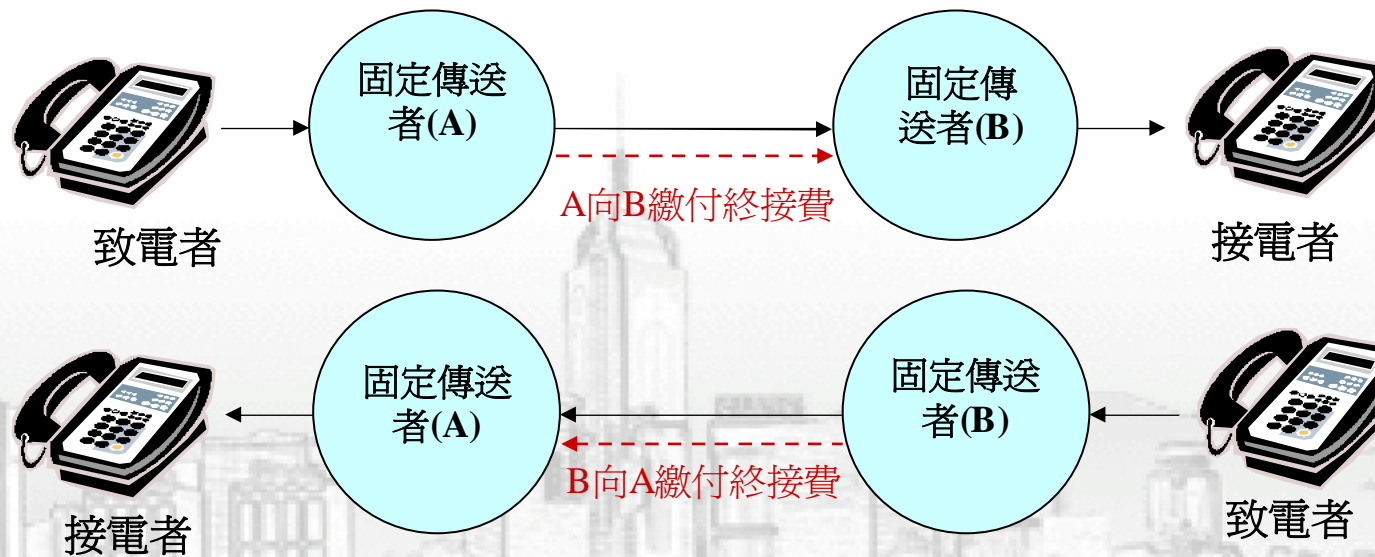 固定傳送
者(A)
固定傳
送者(B)
A向B繳付終接費
致電者
接電者
固定傳送
者(A)
固定傳送
者(B)
B向A繳付終接費
接電者
致電者